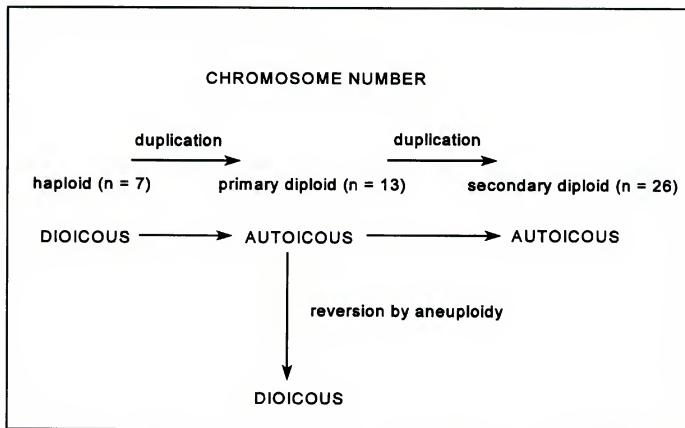 CHROMOSOME NUMBER
duplication duplication
haploid (n = 7) primary diploid (n = 13) secondary diploid (n = 26)
DIOICOUS AUTOICOUS AUTOICOUS
reversion by aneuploidy
DIOICOUS